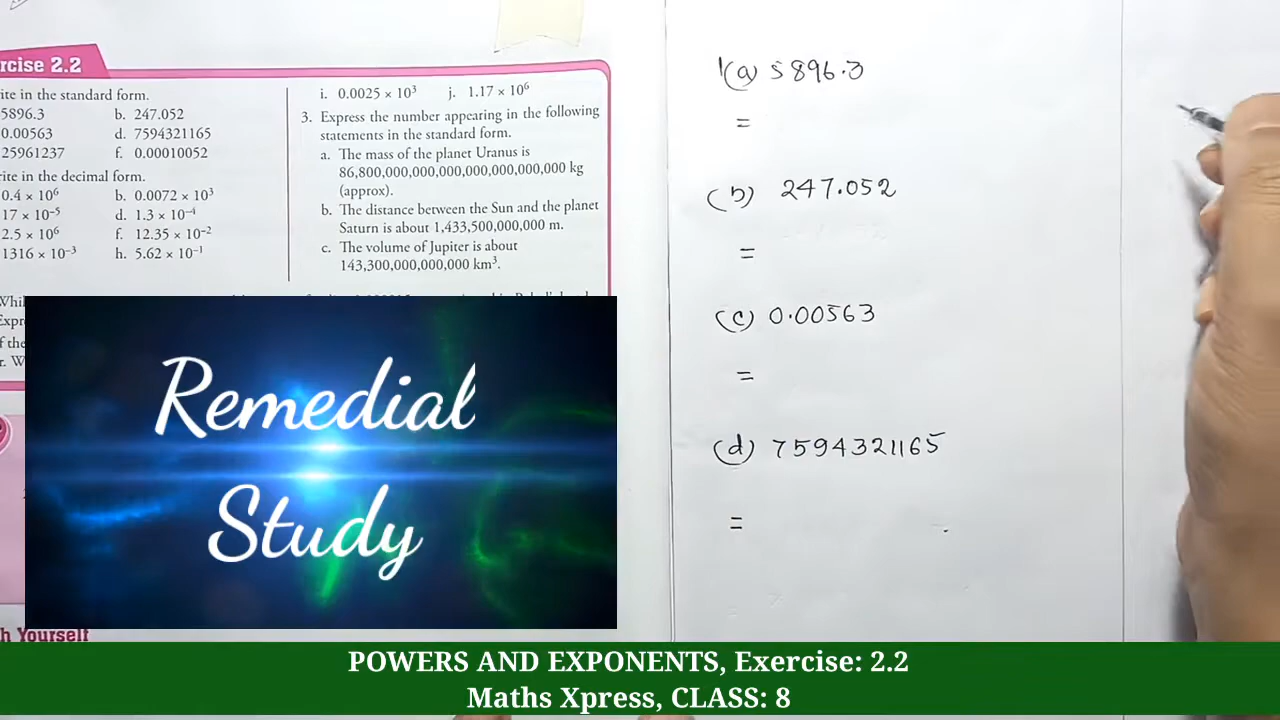 rcise 2.2
ite in the standard form.
5896.3 b. 247.052
0.00563 d. 7594321165
25961237 f. 0.00010052
rite in the decimal form.
0.4 × 10⁶ b. 0.0072 × 10³
17 × 10⁻⁵ d. 1.3 × 10⁻⁴
2.5 × 10⁶ f. 12.35 × 10⁻²
1316 × 10⁻³ h. 5.62 × 10⁻¹
i. 0.0025 × 10³ j. 1.17 × 10⁶
3. Express the number appearing in the following
statements in the standard form.
a. The mass of the planet Uranus is
86,800,000,000,000,000,000,000,000 kg
(approx).
b. The distance between the Sun and the planet
Saturn is about 1,433,500,000,000 m.
c. The volume of Jupiter is about
143,300,000,000,000 km³.
Whil
Expre
f the
r. W
h Yourself
Remedial
Study
1(a) 5896.3
=
(b) 247.052
=
(c) 0.00563
=
(d) 7594321165
=
POWERS AND EXPONENTS, Exercise: 2.2
Maths Xpress, CLASS: 8